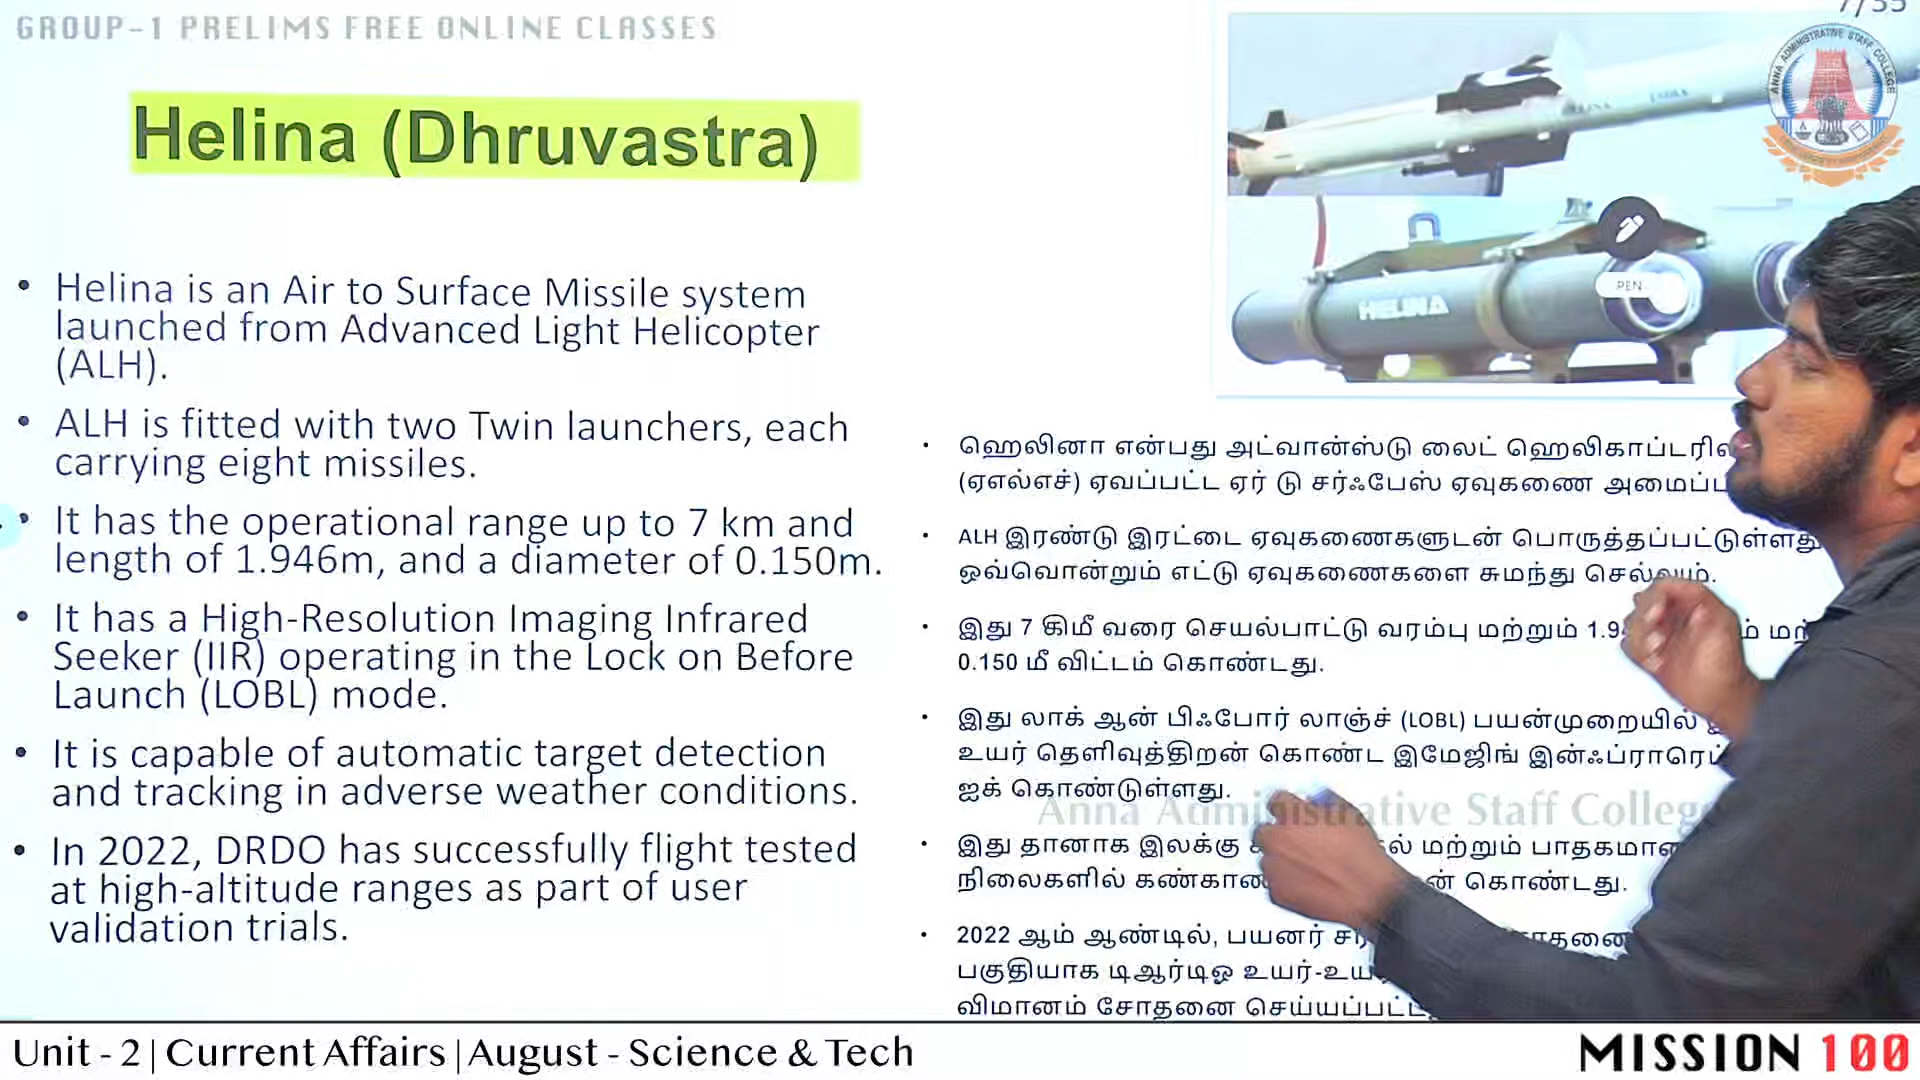 GROUP-1 PRELIMS FREE ONLINE CLASSES
7/35
ANNA ADMINISTRATIVE STAFF COLLEGE
Helina (Dhruvastra)
HELINA
PEN
• Helina is an Air to Surface Missile system
launched from Advanced Light Helicopter
(ALH).
• ALH is fitted with two Twin launchers, each
carrying eight missiles.
• It has the operational range up to 7 km and
length of 1.946m, and a diameter of 0.150m.
• It has a High-Resolution Imaging Infrared
Seeker (IIR) operating in the Lock on Before
Launch (LOBL) mode.
• It is capable of automatic target detection
and tracking in adverse weather conditions.
• In 2022, DRDO has successfully flight tested
at high-altitude ranges as part of user
validation trials.
• ஹெலினா என்பது அட்வான்ஸ்டு லைட்
(ஏஎல்எச்) ஏவப்பட்ட ஏர் டு சர்ஃபேஸ் ஏவுகணை
• ALH இரண்டு இரட்டை ஏவுகணைகளுடன் பொருத்தப்பட்டுள்ளது
ஒவ்வொன்றும் எட்டு ஏவுகணைகளை சுமந்து செல்லும்.
• இது 7 கிமீ வரை செயல்பாட்டு வரம்பு மற்றும்
0.150 மீ விட்டம் கொண்டது.
• இது லாக் ஆன் பிஃபோர் லாஞ்ச் (LOBL) பயன்முறையில்
உயர் தெளிவுத்திறன் கொண்ட இமேஜிங்
ஐக் கொண்டுள்ளது.
Anna Administrative Staff College
• இது தானாக இலக்கு மற்றும்
நிலைகளில் கொண்டது.
• 2022 ஆம் ஆண்டில், பயனர்
பகுதியாக டிஆர்டிஓ
விமானம் சோதனை
Unit - 2 | Current Affairs | August - Science & Tech
MISSION 100